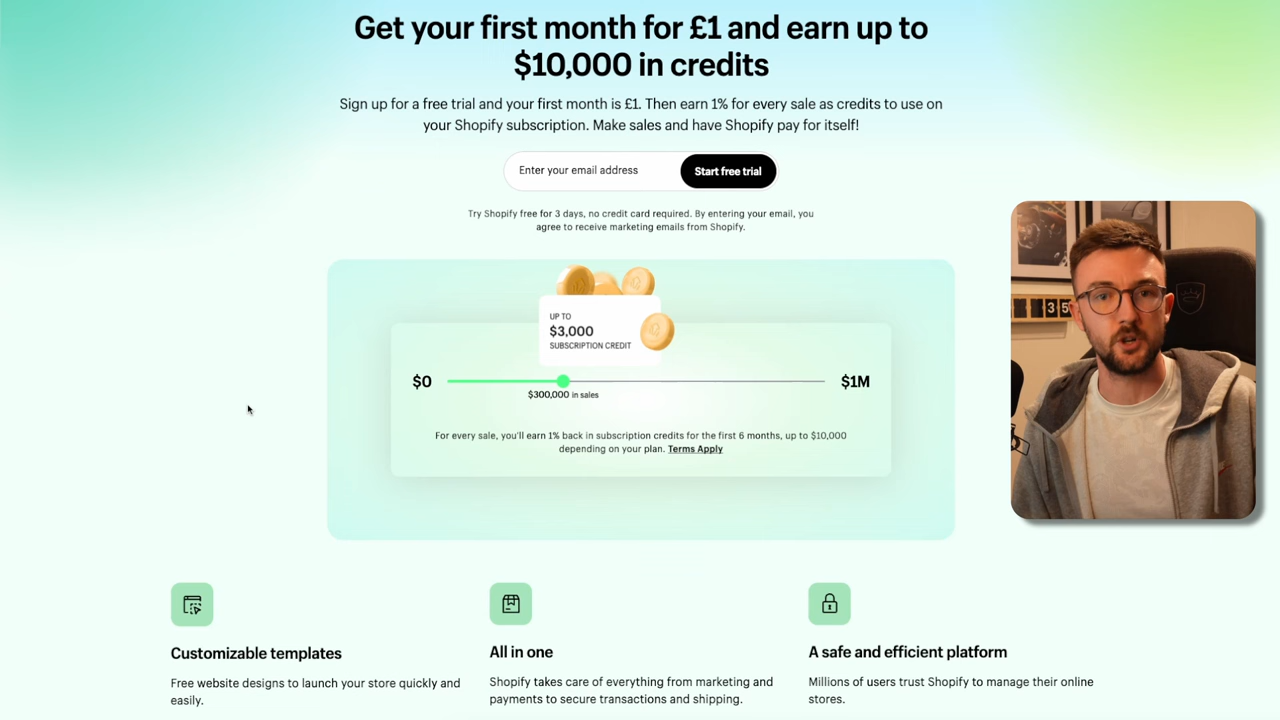 Get your first month for £1 and earn up to
$10,000 in credits
Sign up for a free trial and your first month is £1. Then earn 1% for every sale as credits to use on
your Shopify subscription. Make sales and have Shopify pay for itself!
Enter your email address
Start free trial
Try Shopify free for 3 days, no credit card required. By entering your email, you
agree to receive marketing emails from Shopify.
UP TO
$3,000
SUBSCRIPTION CREDIT
$0
$1M
$300,000 in sales
For every sale, you'll earn 1% back in subscription credits for the first 6 months, up to $10,000
depending on your plan. Terms Apply
Customizable templates
Free website designs to launch your store quickly and
easily.
All in one
Shopify takes care of everything from marketing and
payments to secure transactions and shipping.
A safe and efficient platform
Millions of users trust Shopify to manage their online
stores.